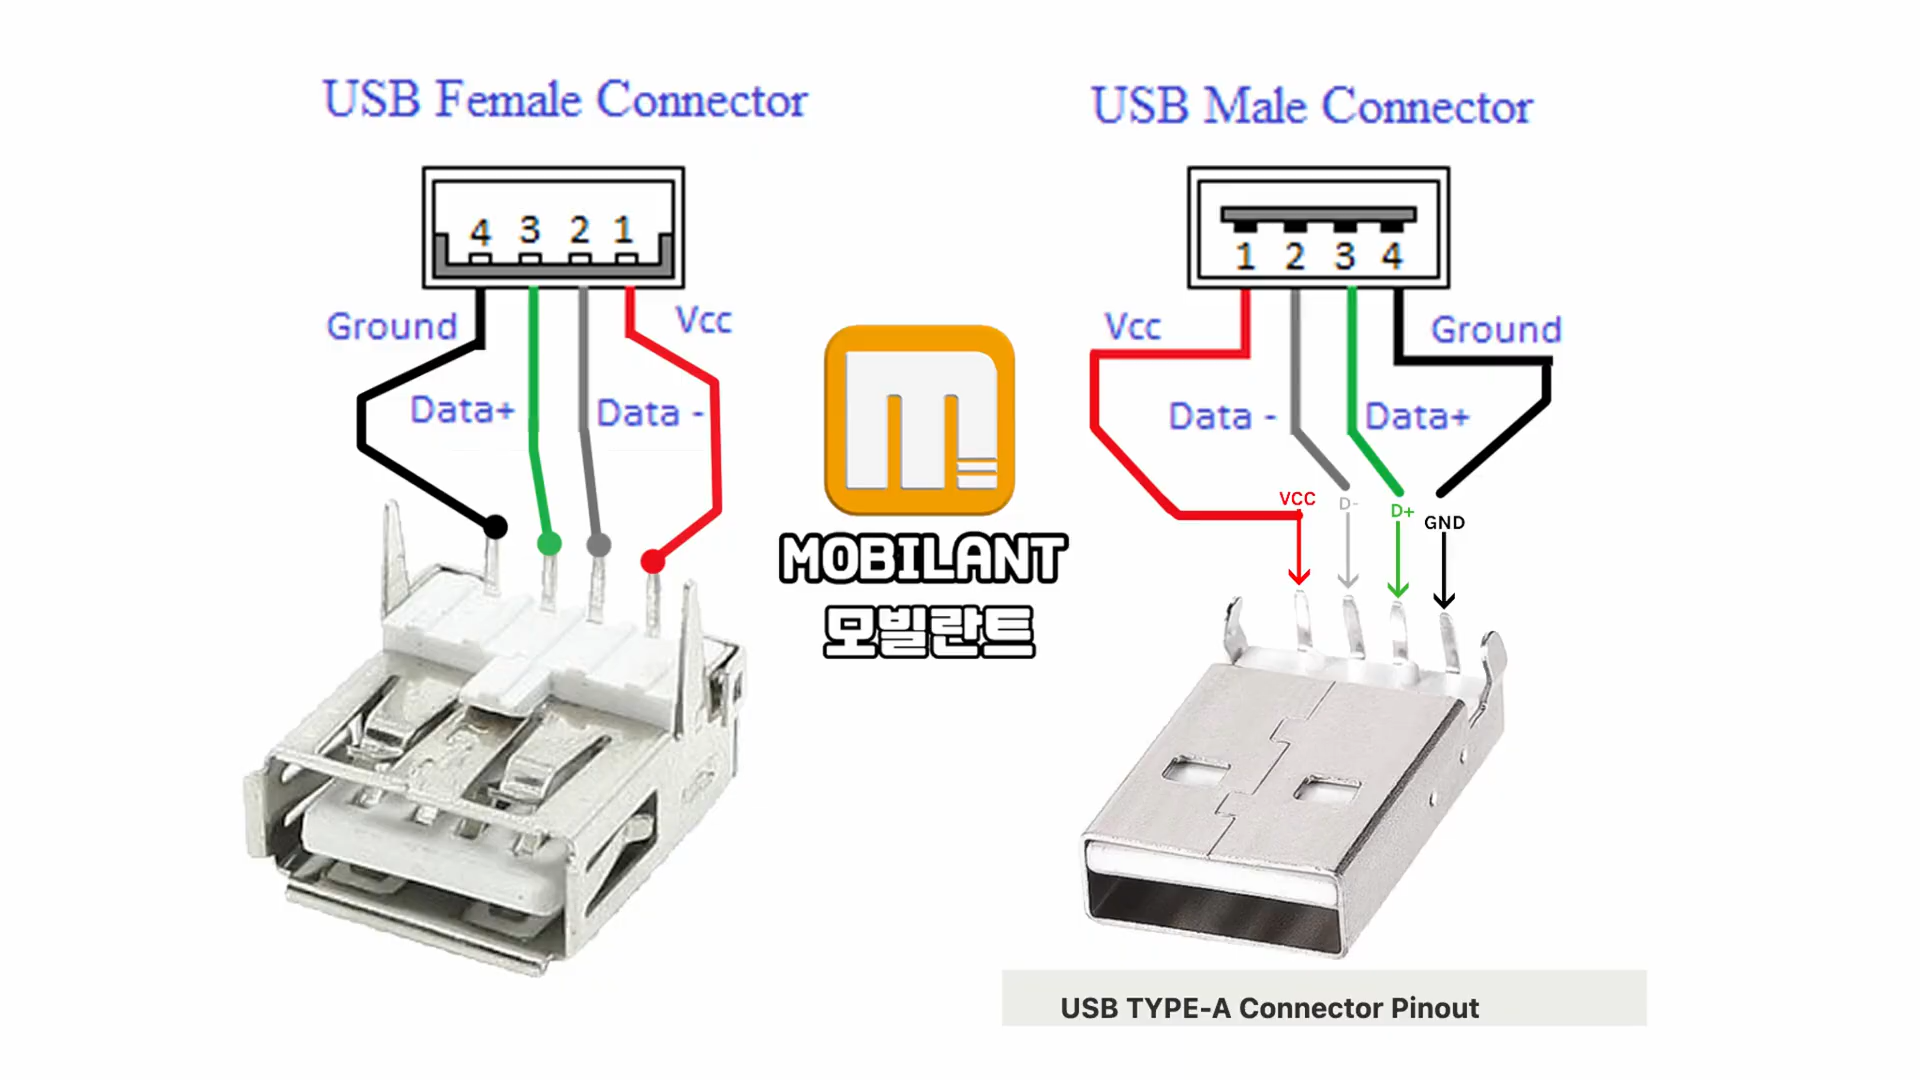 USB Female Connector
4 3 2 1
Ground
Vcc
Data+
Data -
MOBILANT
모빌란트
USB Male Connector
1 2 3 4
Vcc
Ground
Data -
Data+
VCC
D-
D+
GND
USB TYPE-A Connector Pinout